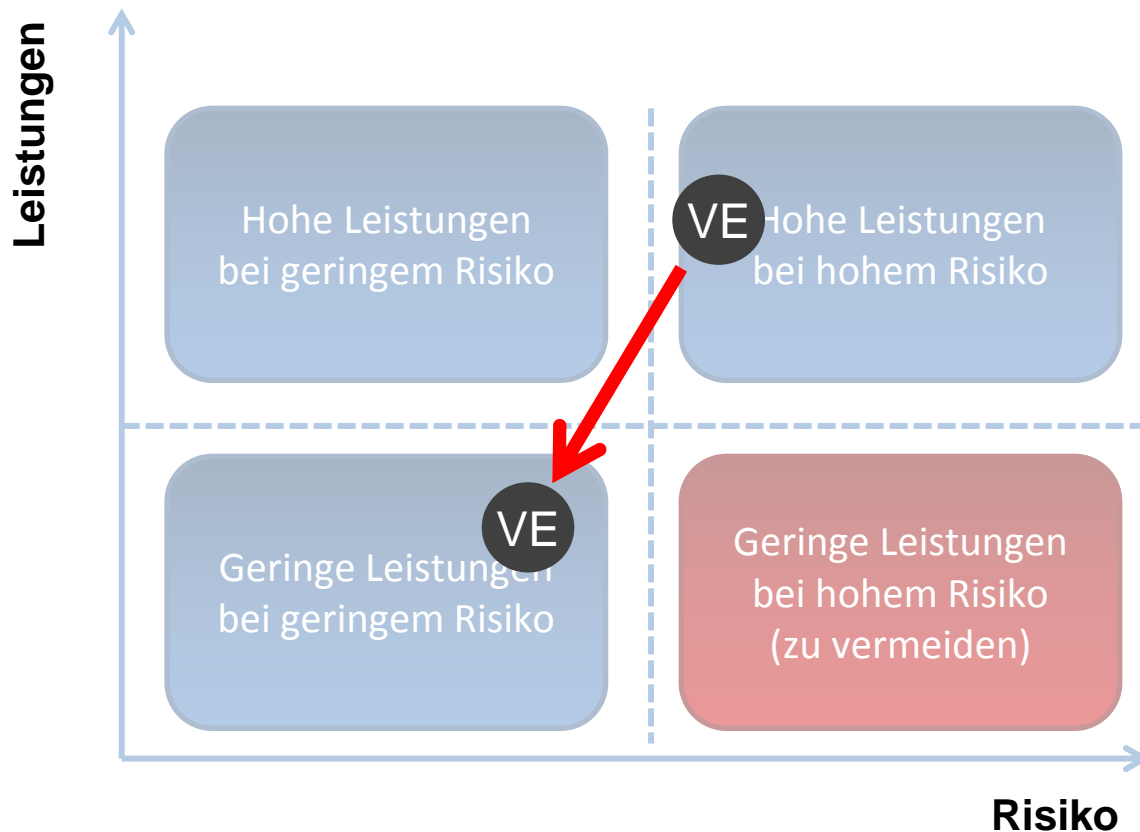 Leistungen
Hohe Leistungen
bei geringem Risiko
VE
Hohe Leistungen
bei hohem Risiko
VE
Geringe Leistungen
bei geringem Risiko
Geringe Leistungen
bei hohem Risiko
(zu vermeiden)
Risiko